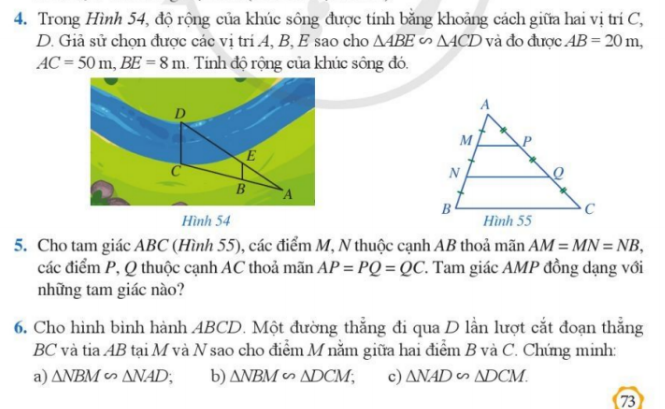 4. Trong Hình 54, độ rộng của khúc sông được tính bằng khoảng cách giữa hai vị trí C,
D. Giả sử chọn được các vị trí A, B, E sao cho ΔABE ∽ ΔACD và đo được AB = 20 m,
AC = 50 m, BE = 8 m. Tính độ rộng của khúc sông đó.
D
E
C
B
A
Hình 54
A
M
P
N
Q
B
C
Hình 55
5. Cho tam giác ABC (Hình 55), các điểm M, N thuộc cạnh AB thoả mãn AM = MN = NB,
các điểm P, Q thuộc cạnh AC thoả mãn AP = PQ = QC. Tam giác AMP đồng dạng với
những tam giác nào?
6. Cho hình bình hành ABCD. Một đường thẳng đi qua D lần lượt cắt đoạn thẳng
BC và tia AB tại M và N sao cho điểm M nằm giữa hai điểm B và C. Chứng minh:
a) ΔNBM ∽ ΔNAD; b) ΔNBM ∽ ΔDCM; c) ΔNAD ∽ ΔDCM.
73